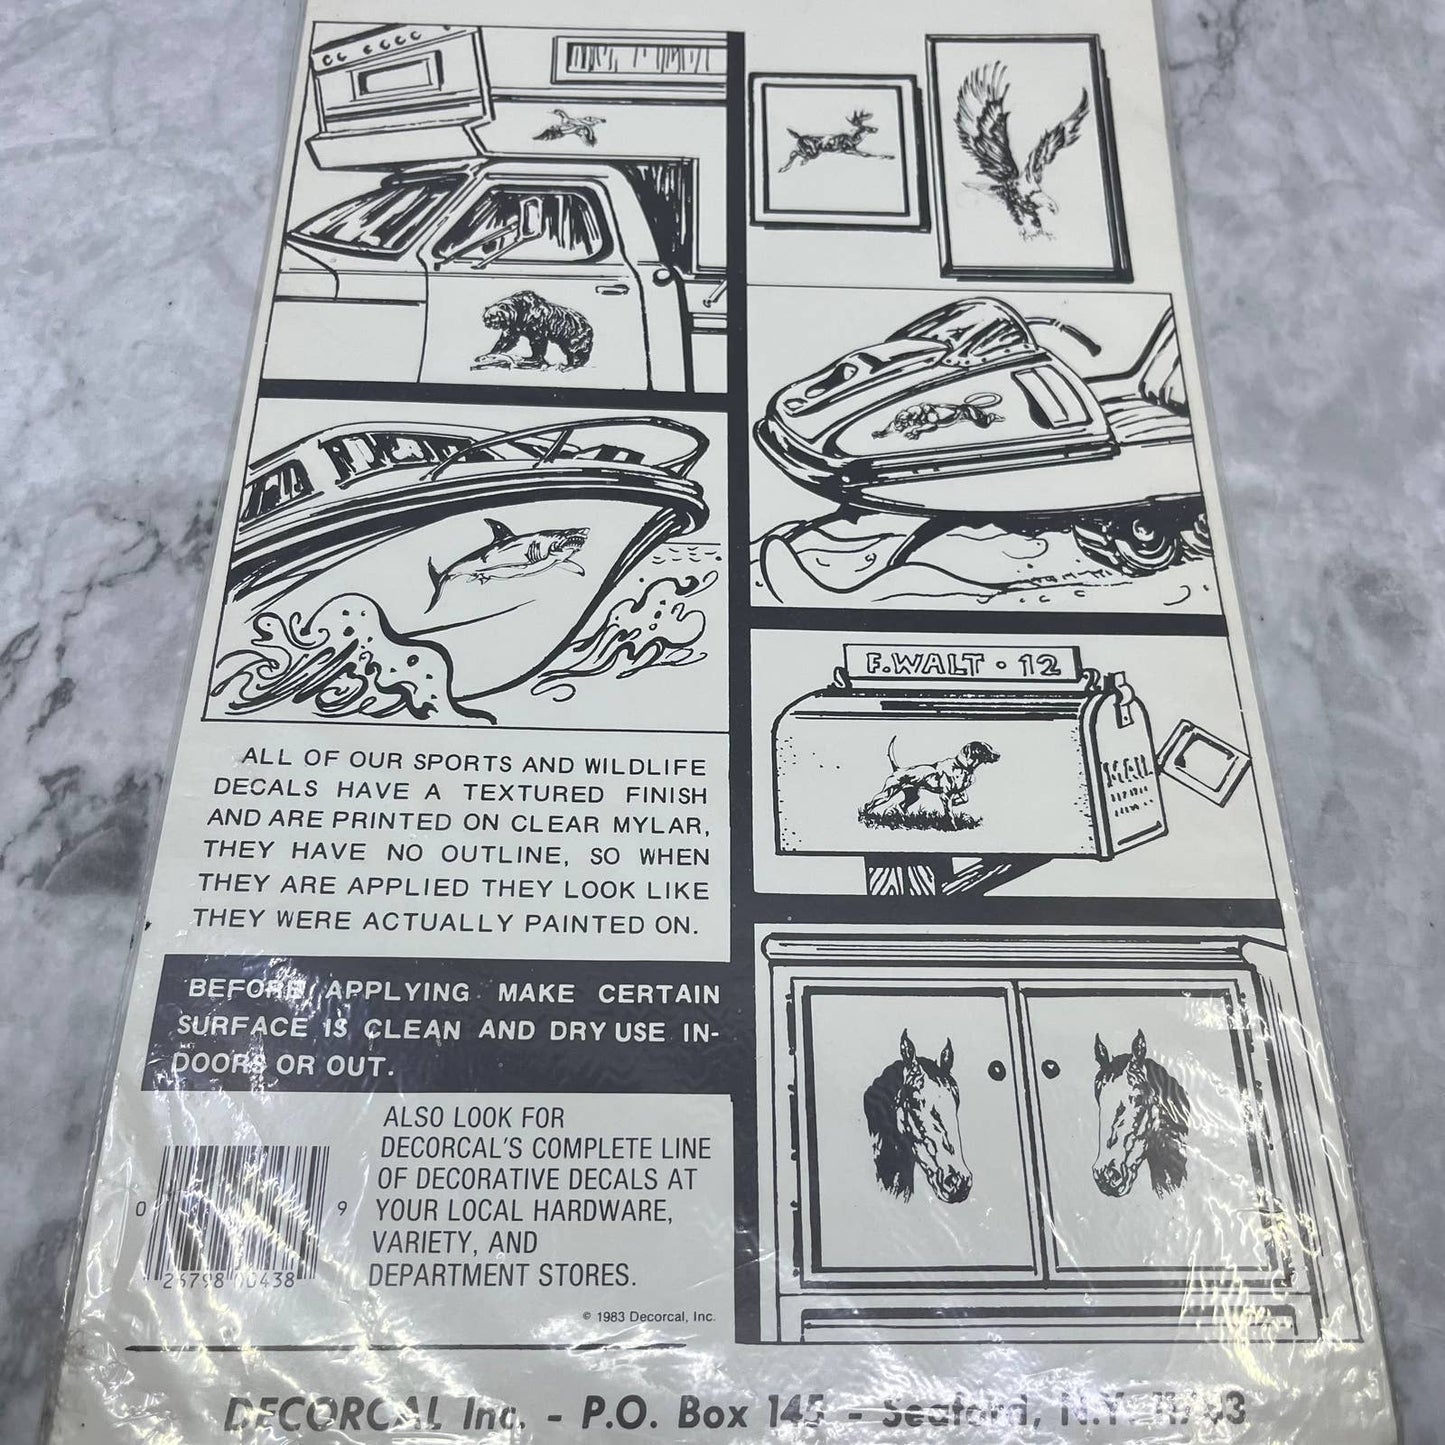 F. WALT · 12
MAIL
ALL OF OUR SPORTS AND WILDLIFE
DECALS HAVE A TEXTURED FINISH
AND ARE PRINTED ON CLEAR MYLAR,
THEY HAVE NO OUTLINE, SO WHEN
THEY ARE APPLIED THEY LOOK LIKE
THEY WERE ACTUALLY PAINTED ON.
BEFORE APPLYING MAKE CERTAIN
SURFACE IS CLEAN AND DRY USE IN-
DOORS OR OUT.
ALSO LOOK FOR
DECORCAL'S COMPLETE LINE
OF DECORATIVE DECALS AT
YOUR LOCAL HARDWARE,
VARIETY, AND
DEPARTMENT STORES.
0 26798 00438 9
© 1983 Decorcal, Inc.
DECORCAL Inc. - P.O. Box 145 - Seaford, N.Y.